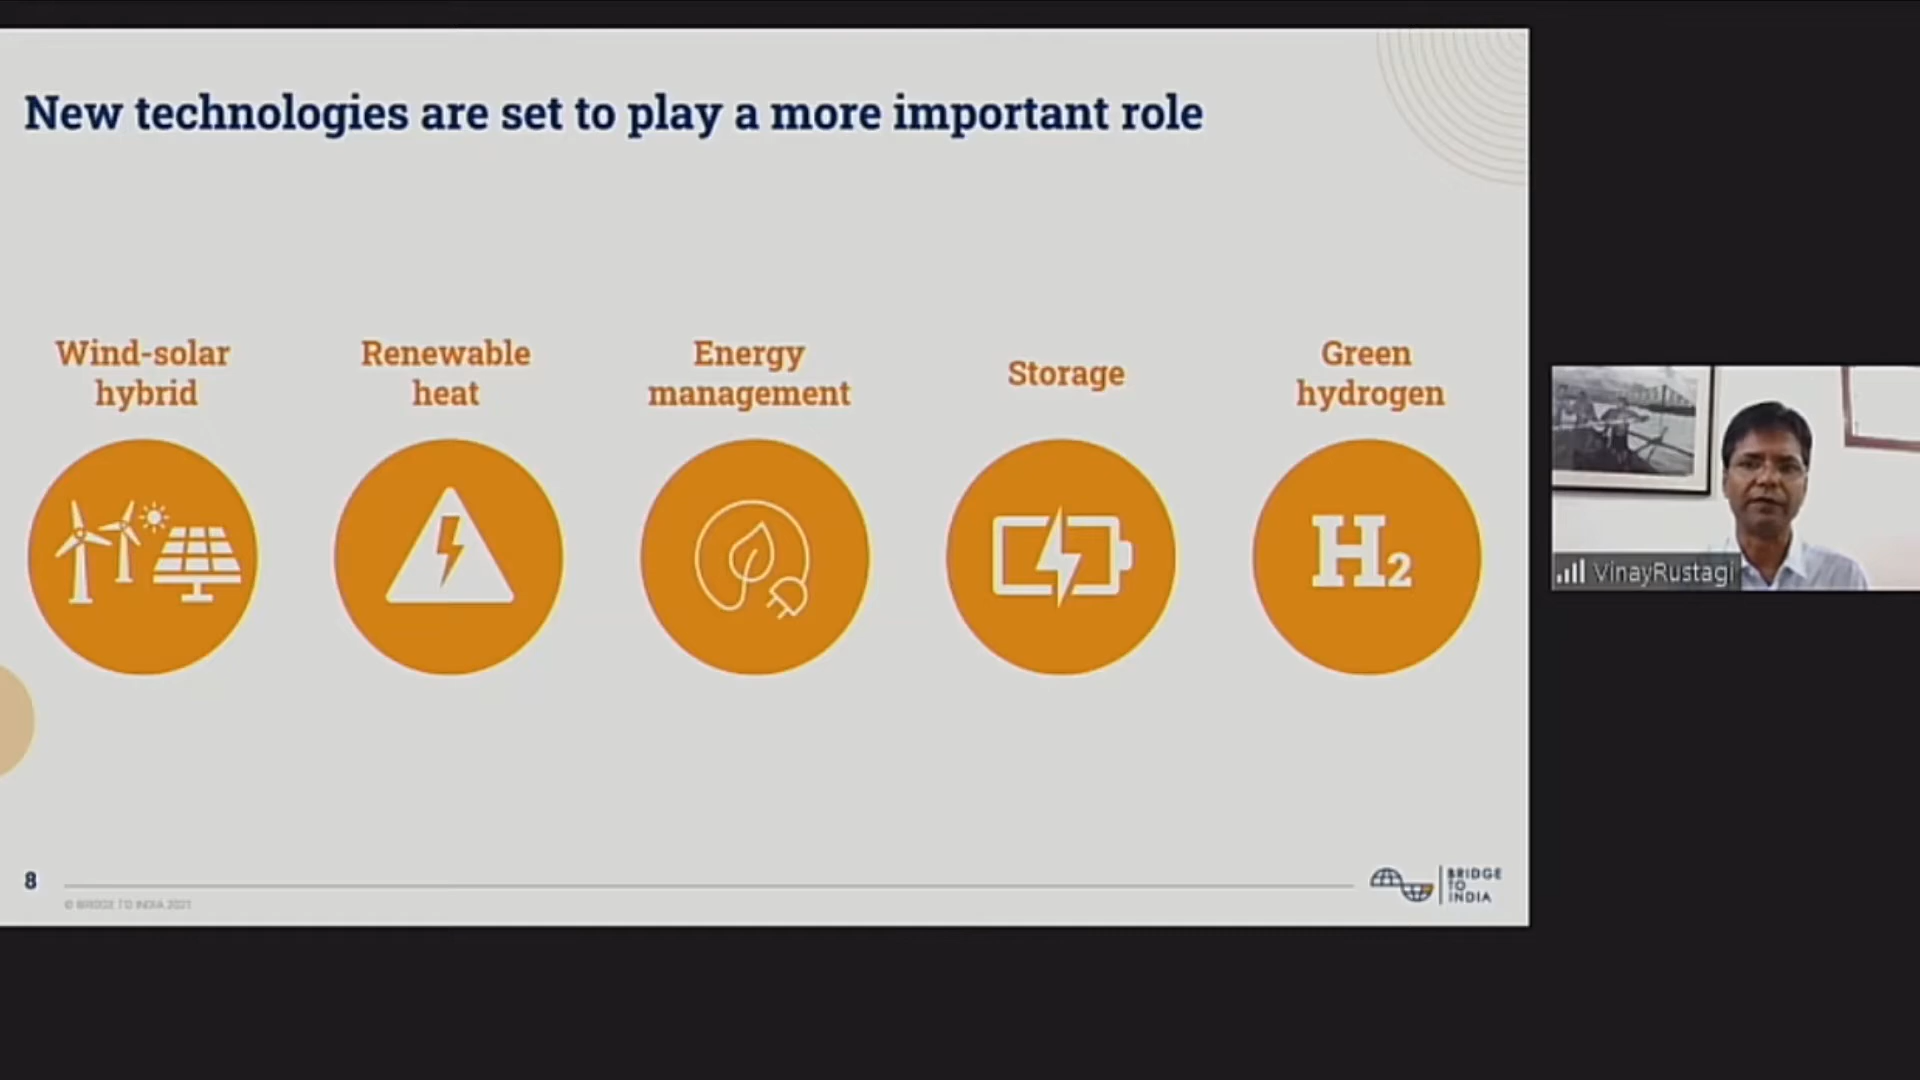 New technologies are set to play a more important role
Wind-solar
hybrid
Renewable
heat
Energy
management
Storage
Green
hydrogen
H2
VinayRustagi
8
© BRIDGE TO INDIA 2021
BRIDGE
TO
INDIA